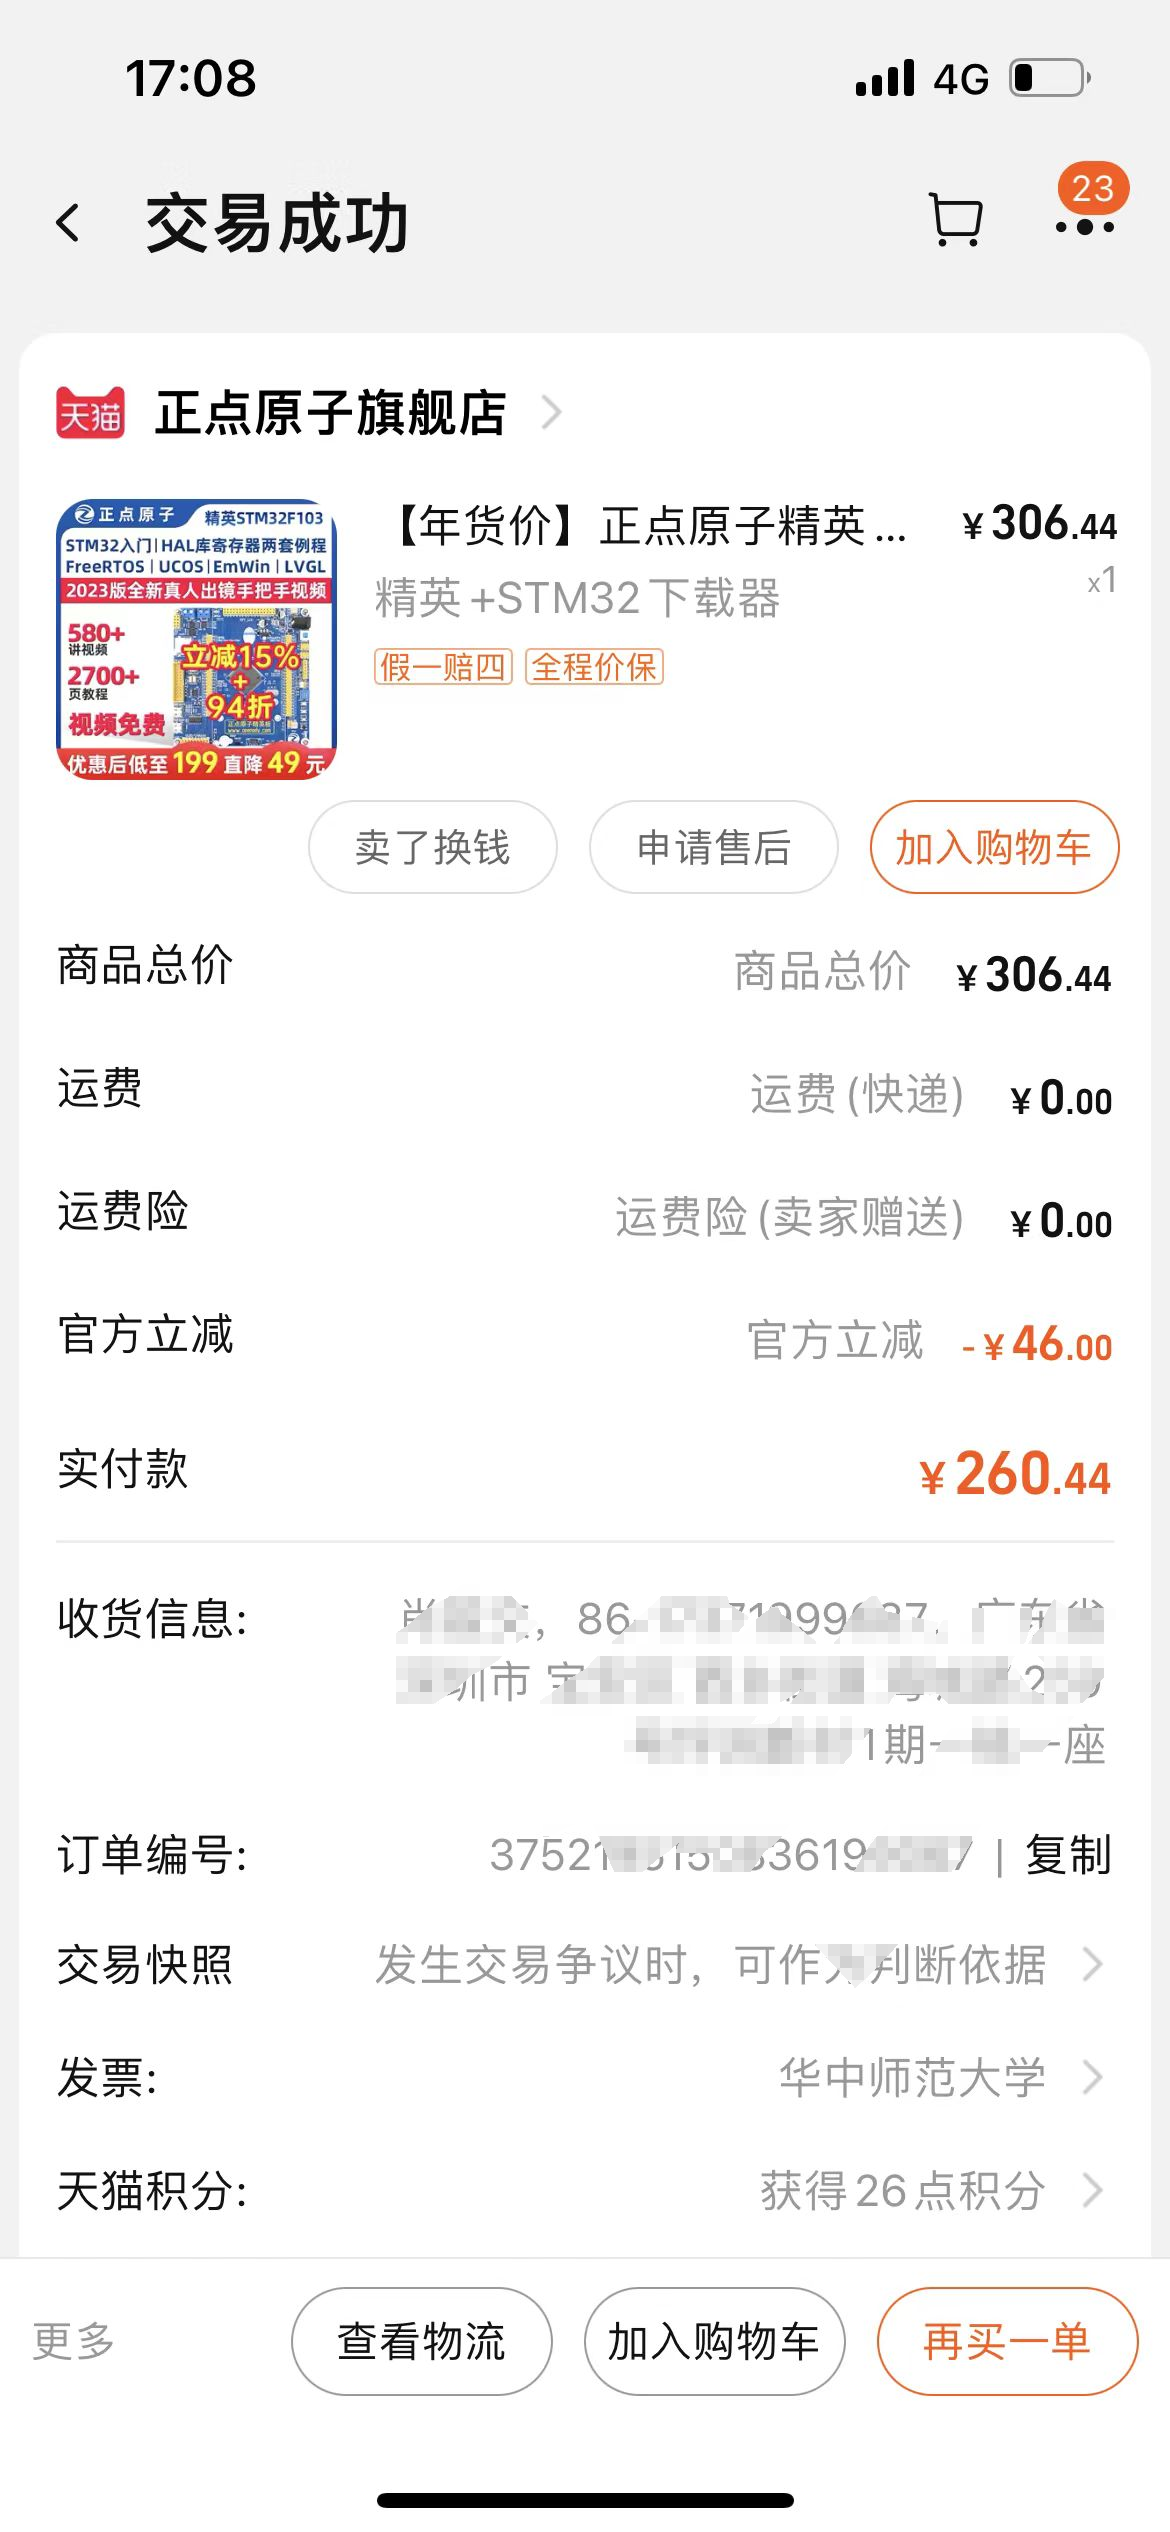 17:08
4G
交易成功
23
天猫 正点原子旗舰店
正点原子 精英STM32F103
STM32入门|HAL库寄存器两套例程
FreeRTOS | UCOS | EmWin | LVGL
2023版全新真人出镜手把手视频
580+
讲视频
2700+
页教程
视频免费
立减15%
+
94折
优惠后低至199直降49元
【年货价】正点原子精英... ¥306.44
精英+STM32下载器 x1
假一赔四 全程价保
卖了换钱 申请售后 加入购物车
商品总价 商品总价 ¥306.44
运费 运费(快递) ¥0.00
运费险 运费险(卖家赠送) ¥0.00
官方立减 官方立减 -¥46.00
实付款 ¥260.44
收货信息: 86
圳市
1期 座
订单编号: 复制
交易快照 发生交易争议时,可作 判断依据
发票: 华中师范大学
天猫积分: 获得26点积分
更多 查看物流 加入购物车 再买一单